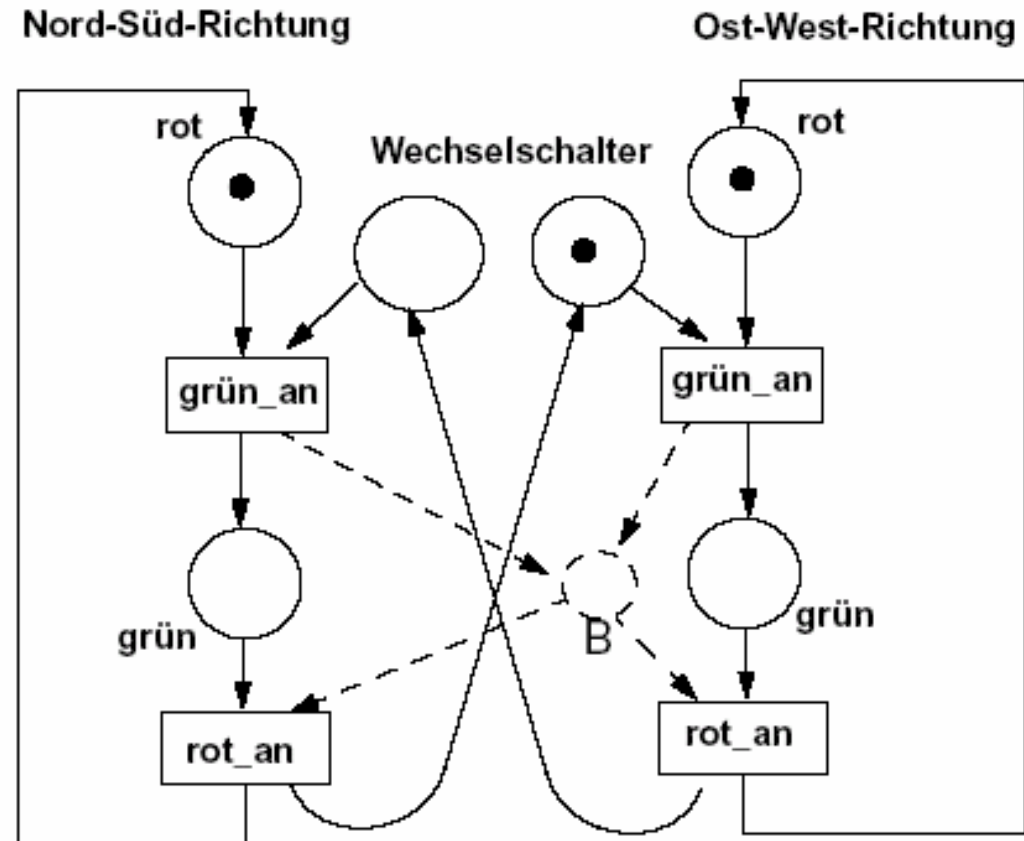 Nord-Süd-Richtung
Ost-West-Richtung
rot
rot
Wechselschalter
grün_an
grün_an
grün
grün
B
rot_an
rot_an